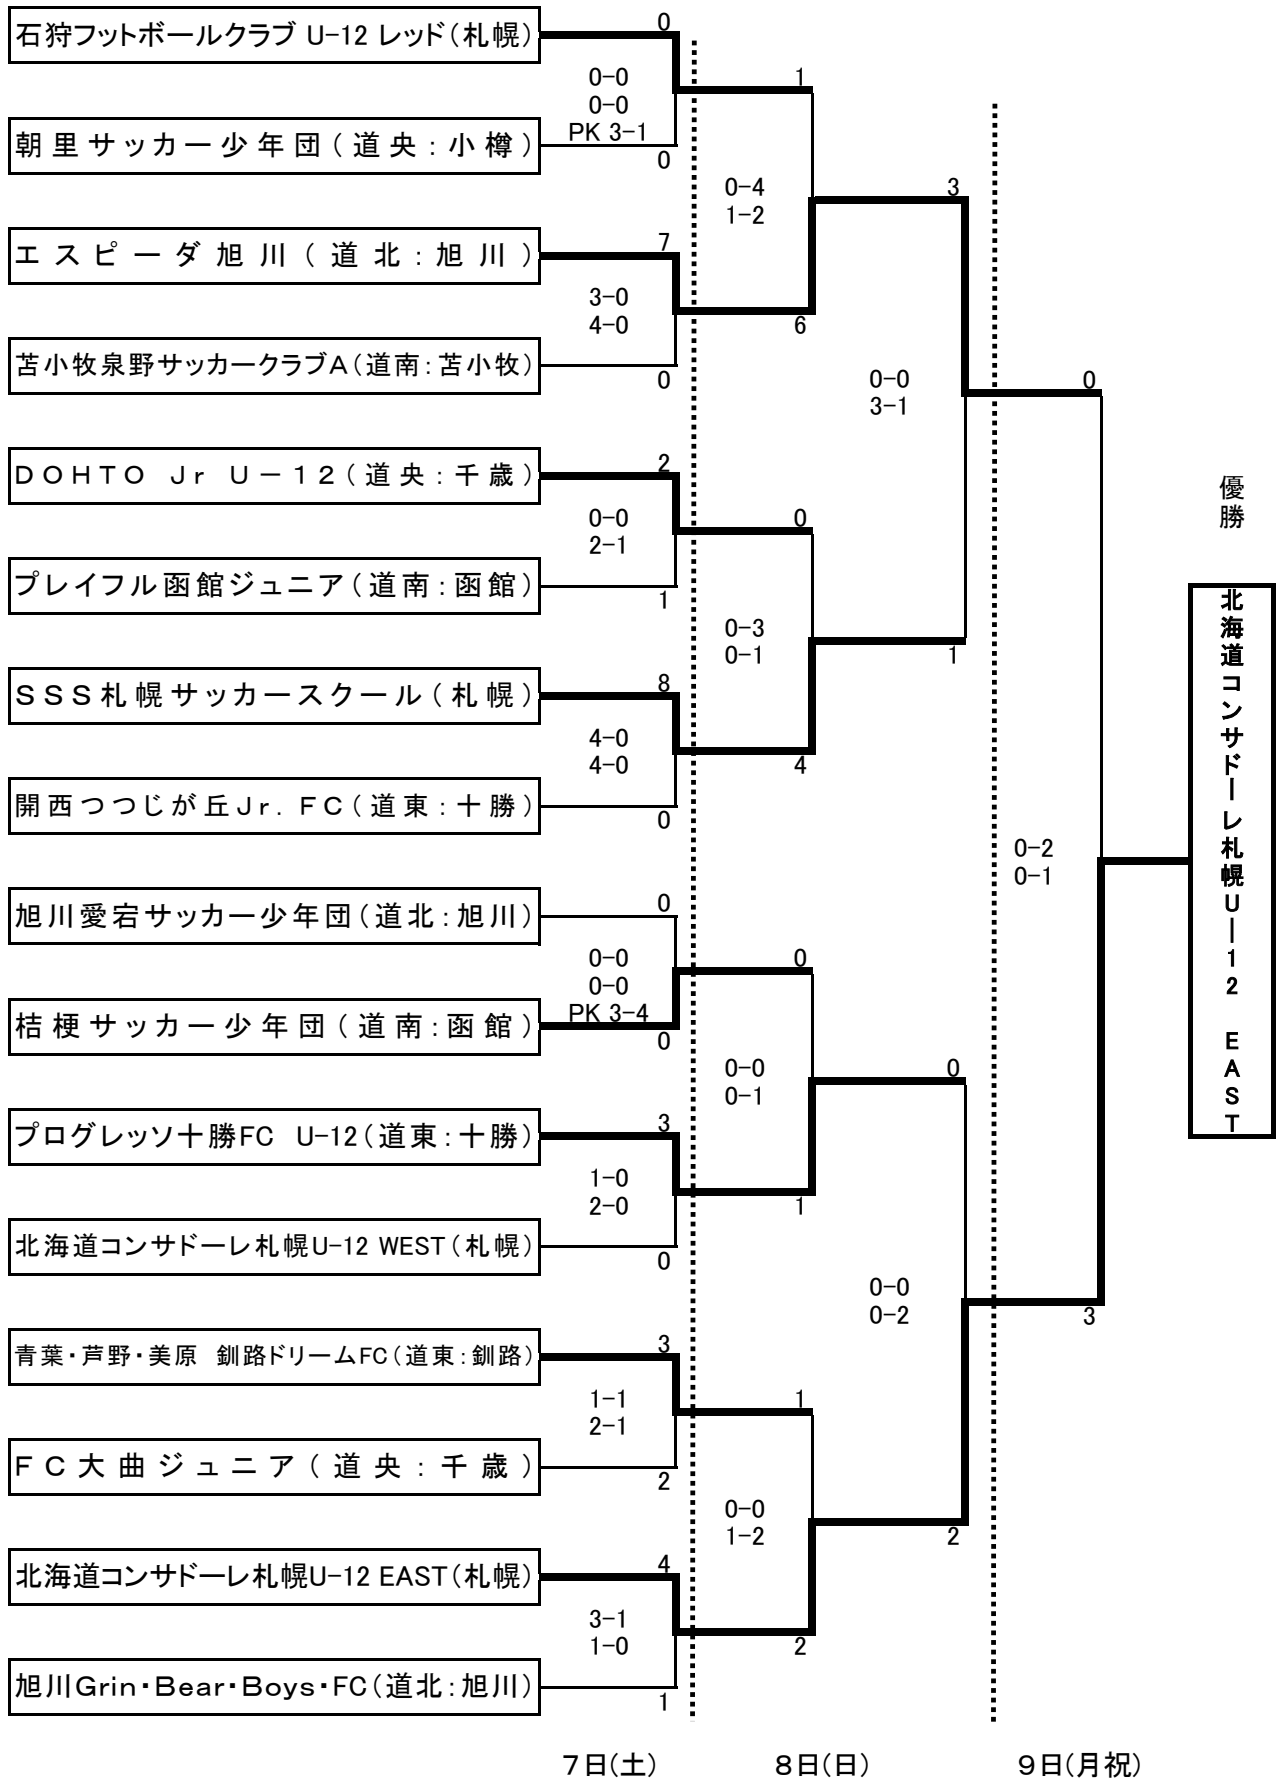 石狩フットボールクラブ U-12 レッド(札幌)
0
0-0
0-0
PK 3-1
朝里サッカー少年団(道央:小樽)
0
1
0-4
1-2
エスピーダ旭川(道北:旭川)
7
3-0
4-0
苫小牧泉野サッカークラブA(道南:苫小牧)
0
6
3
0-0
3-1
DOHTO Jr U-12(道央:千歳)
2
0-0
2-1
プレイフル函館ジュニア(道南:函館)
1
0
0-3
0-1
SSS札幌サッカースクール(札幌)
8
4-0
4-0
開西つつじが丘Jr. FC(道東:十勝)
0
4
1
0
0-2
0-1
旭川愛宕サッカー少年団(道北:旭川)
0
0-0
0-0
PK 3-4
桔梗サッカー少年団(道南:函館)
0
0
0-0
0-1
プログレッソ十勝FC U-12(道東:十勝)
3
1-0
2-0
北海道コンサドーレ札幌U-12 WEST(札幌)
0
1
0
0-0
0-2
青葉・芦野・美原 釧路ドリームFC(道東:釧路)
3
1-1
2-1
FC大曲ジュニア(道央:千歳)
2
1
0-0
1-2
北海道コンサドーレ札幌U-12 EAST(札幌)
4
3-1
1-0
旭川Grin・Bear・Boys・FC(道北:旭川)
1
2
2
3
優勝
北海道コンサドーレ札幌U-12 EAST
7日(土)
8日(日)
9日(月祝)